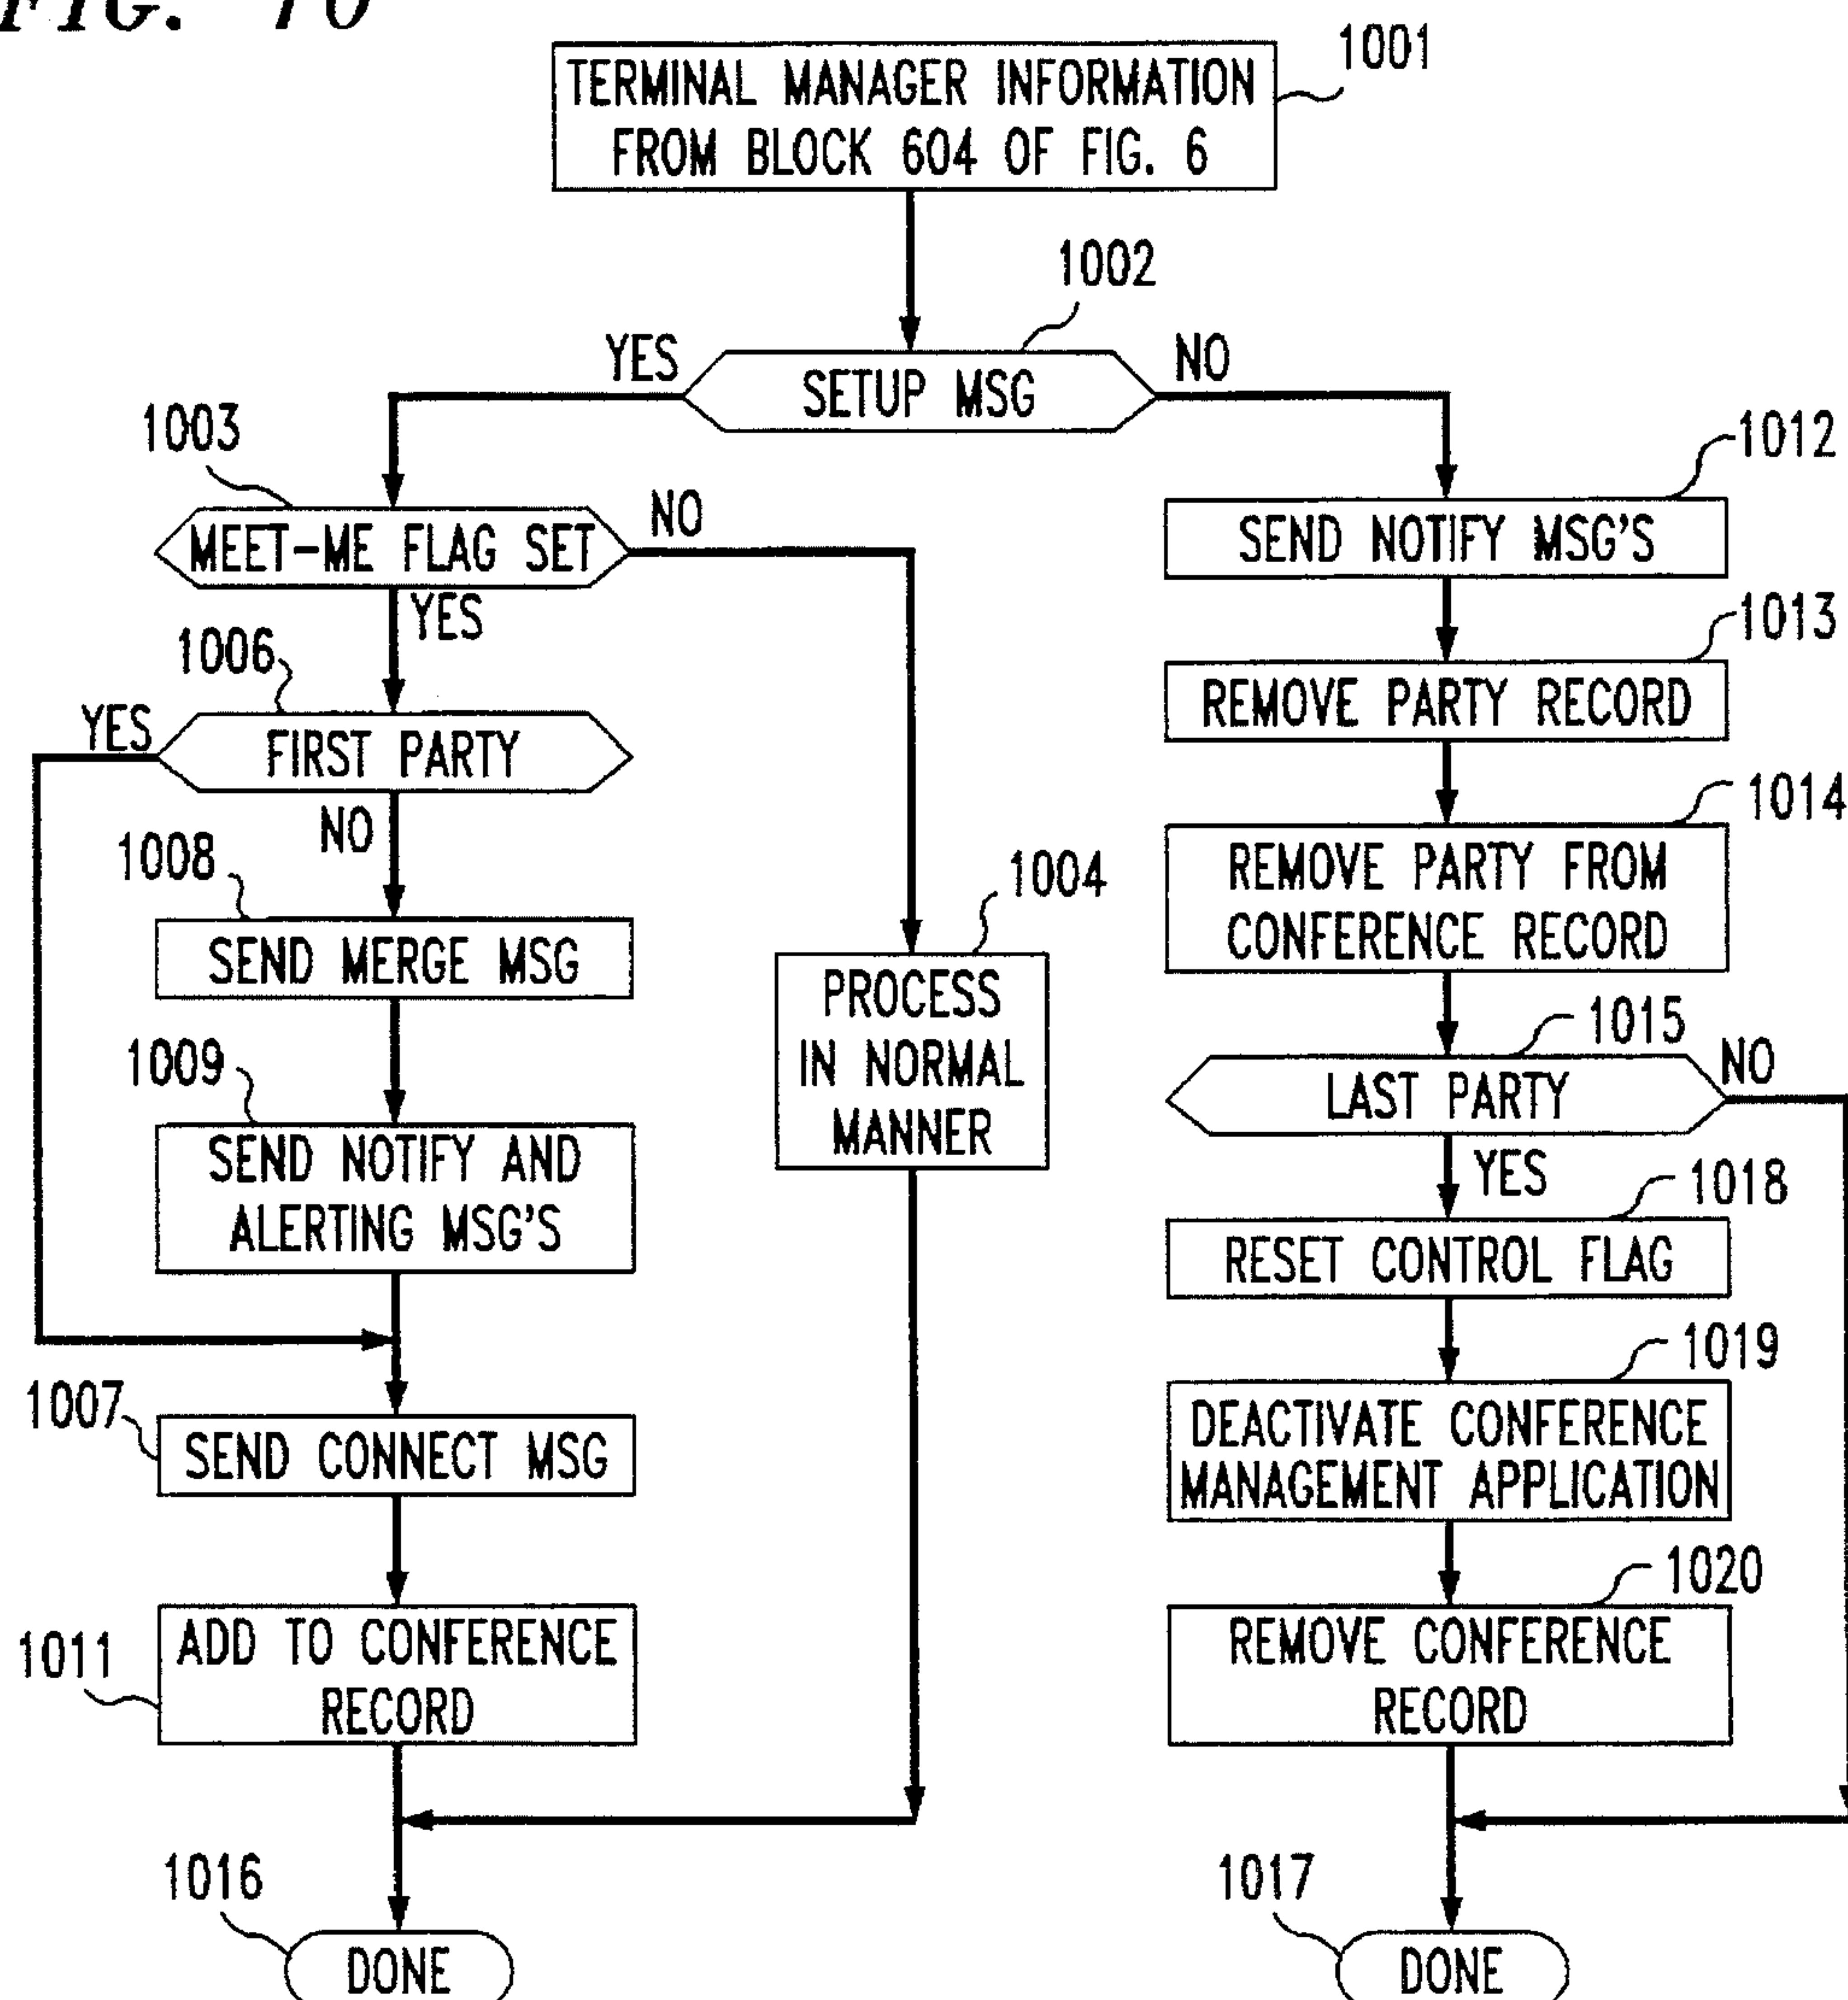 FIG. 10
1001
TERMINAL MANAGER INFORMATION
FROM BLOCK 604 OF FIG. 6
1002
YES
NO
SETUP MSG
1003
1012
MEET-ME FLAG SET
NO
SEND NOTIFY MSG'S
YES
1006
1013
YES
FIRST PARTY
REMOVE PARTY RECORD
NO
1014
1008
1004
REMOVE PARTY FROM
CONFERENCE RECORD
SEND MERGE MSG
PROCESS
IN NORMAL
MANNER
1015
NO
1009
LAST PARTY
SEND NOTIFY AND
ALERTING MSG'S
YES
1018
RESET CONTROL FLAG
1019
1007
SEND CONNECT MSG
DEACTIVATE CONFERENCE
MANAGEMENT APPLICATION
1020
1011
ADD TO CONFERENCE
RECORD
REMOVE CONFERENCE
RECORD
1016
1017
DONE
DONE